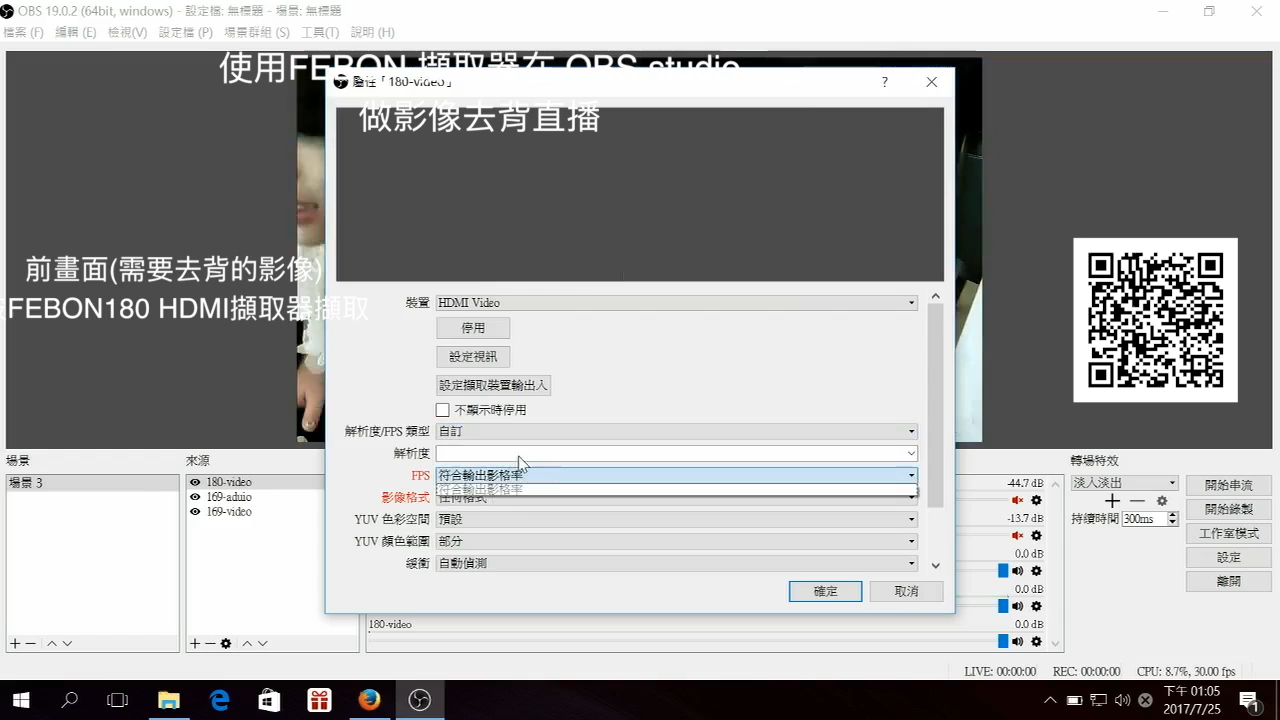 OBS 19.0.2 (64bit, windows) - 設定檔: 無標題 - 場景: 無標題
檔案 (F) 編輯 (E) 檢視(V) 設定檔 (P) 場景群組 (S) 工具(T) 說明 (H)
使用FEBON 擷取器在 OBS studio
屬性「180-video」
?
做影像去背直播
前畫面(需要去背的影像)
FEBON180 HDMI擷取器擷取
裝置 HDMI Video
停用
設定視訊
設定擷取裝置輸出入
不顯示時停用
解析度/FPS 類型 自訂
解析度
FPS 符合輸出影格率
符合輸出影格率
影像格式 任何格式
YUV 色彩空間 預設
YUV 顏色範圍 部分
緩衝 自動偵測
確定 取消
場景
場景 3
來源
180-video
169-aduio
169-video
-44.7 dB
-13.7 dB
0.0 dB
0.0 dB
180-video 0.0 dB
轉場特效
淡入淡出
持續時間 300ms
開始串流
開始錄製
工作室模式
設定
離開
LIVE: 00:00:00 REC: 00:00:00 CPU: 8.7%, 30.00 fps
下午 01:05
2017/7/25
1